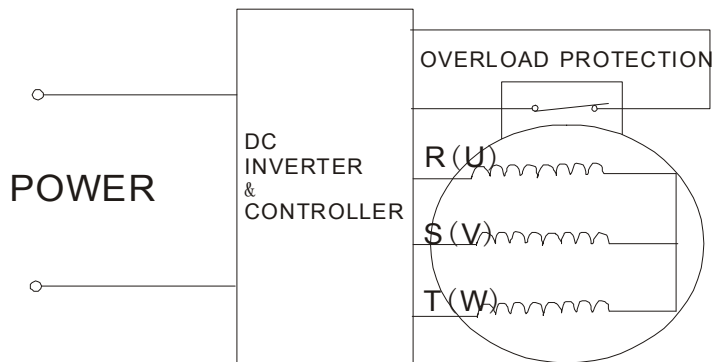 OVERLOAD PROTECTION
DC
INVERTER
&
CONTROLLER
POWER
R(U)
S(V)
T(W)